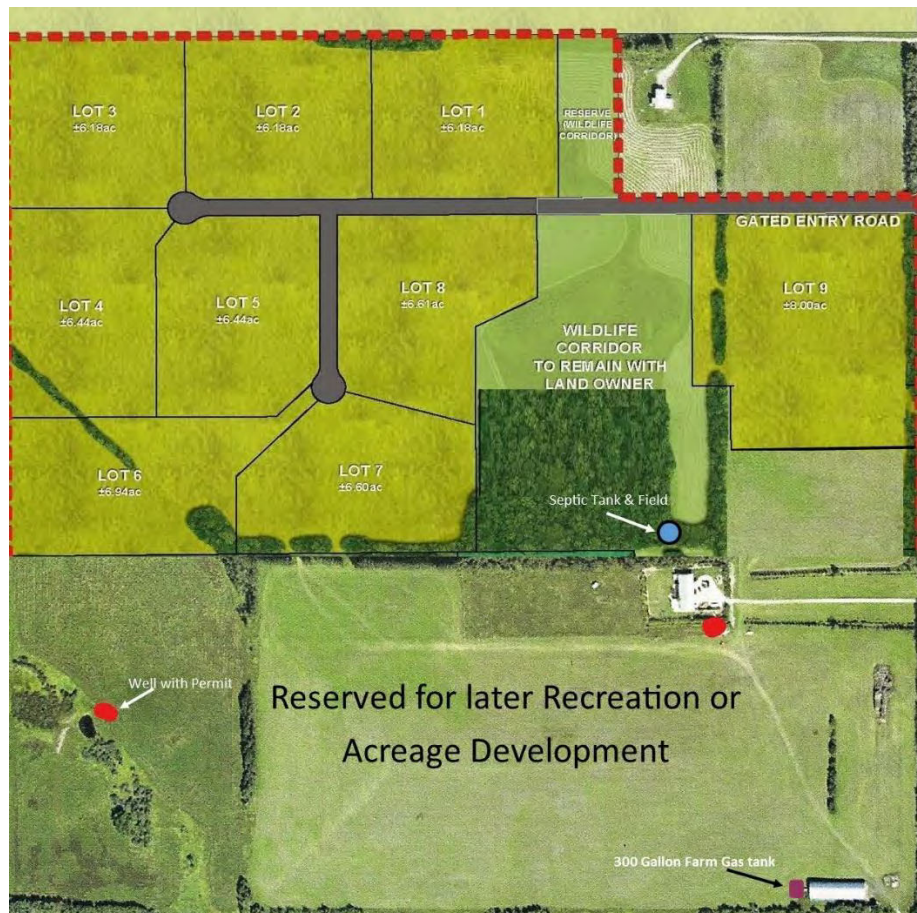 LOT 3
±6.18ac
LOT 2
±6.18ac
LOT 1
±6.18ac
RESERVE
(WILDLIFE
CORRIDOR)
GATED ENTRY ROAD
LOT 4
±6.44ac
LOT 5
±6.44ac
LOT 8
±6.61ac
LOT 9
±8.00ac
WILDLIFE
CORRIDOR
TO REMAIN WITH
LAND OWNER
LOT 6
±6.94ac
LOT 7
±6.60ac
Septic Tank & Field
Well with Permit
Reserved for later Recreation or
Acreage Development
300 Gallon Farm Gas tank